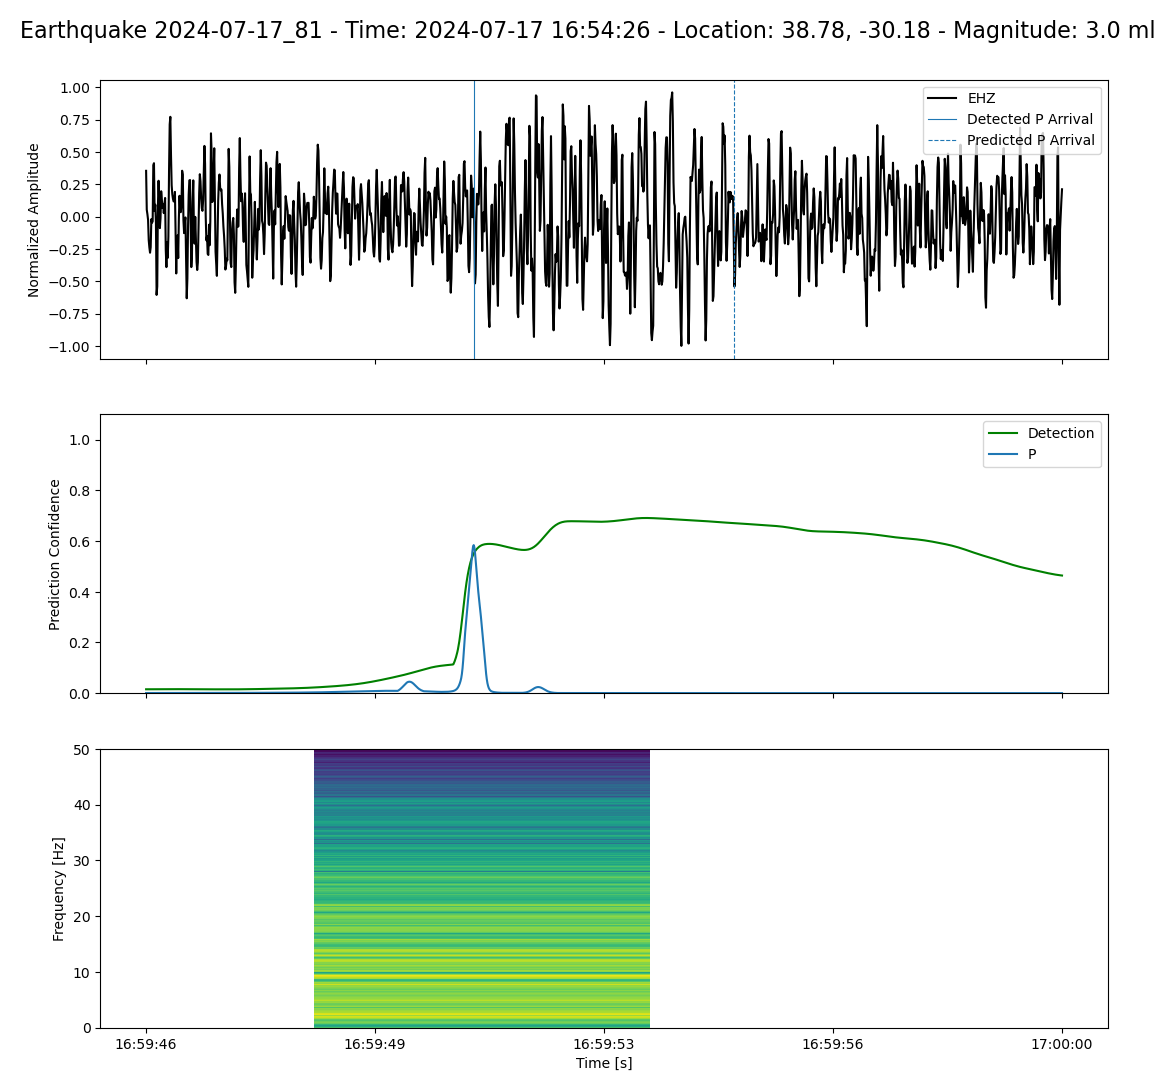 Earthquake 2024-07-17_81 - Time: 2024-07-17 16:54:26 - Location: 38.78, -30.18 - Magnitude: 3.0 ml
Normalized Amplitude
1.00
0.75
0.50
0.25
0.00
−0.25
−0.50
−0.75
−1.00
EHZ
Detected P Arrival
Predicted P Arrival
Prediction Confidence
1.0
0.8
0.6
0.4
0.2
0.0
Detection
P
Frequency [Hz]
50
40
30
20
10
0
16:59:46 16:59:49 16:59:53 16:59:56 17:00:00
Time [s]